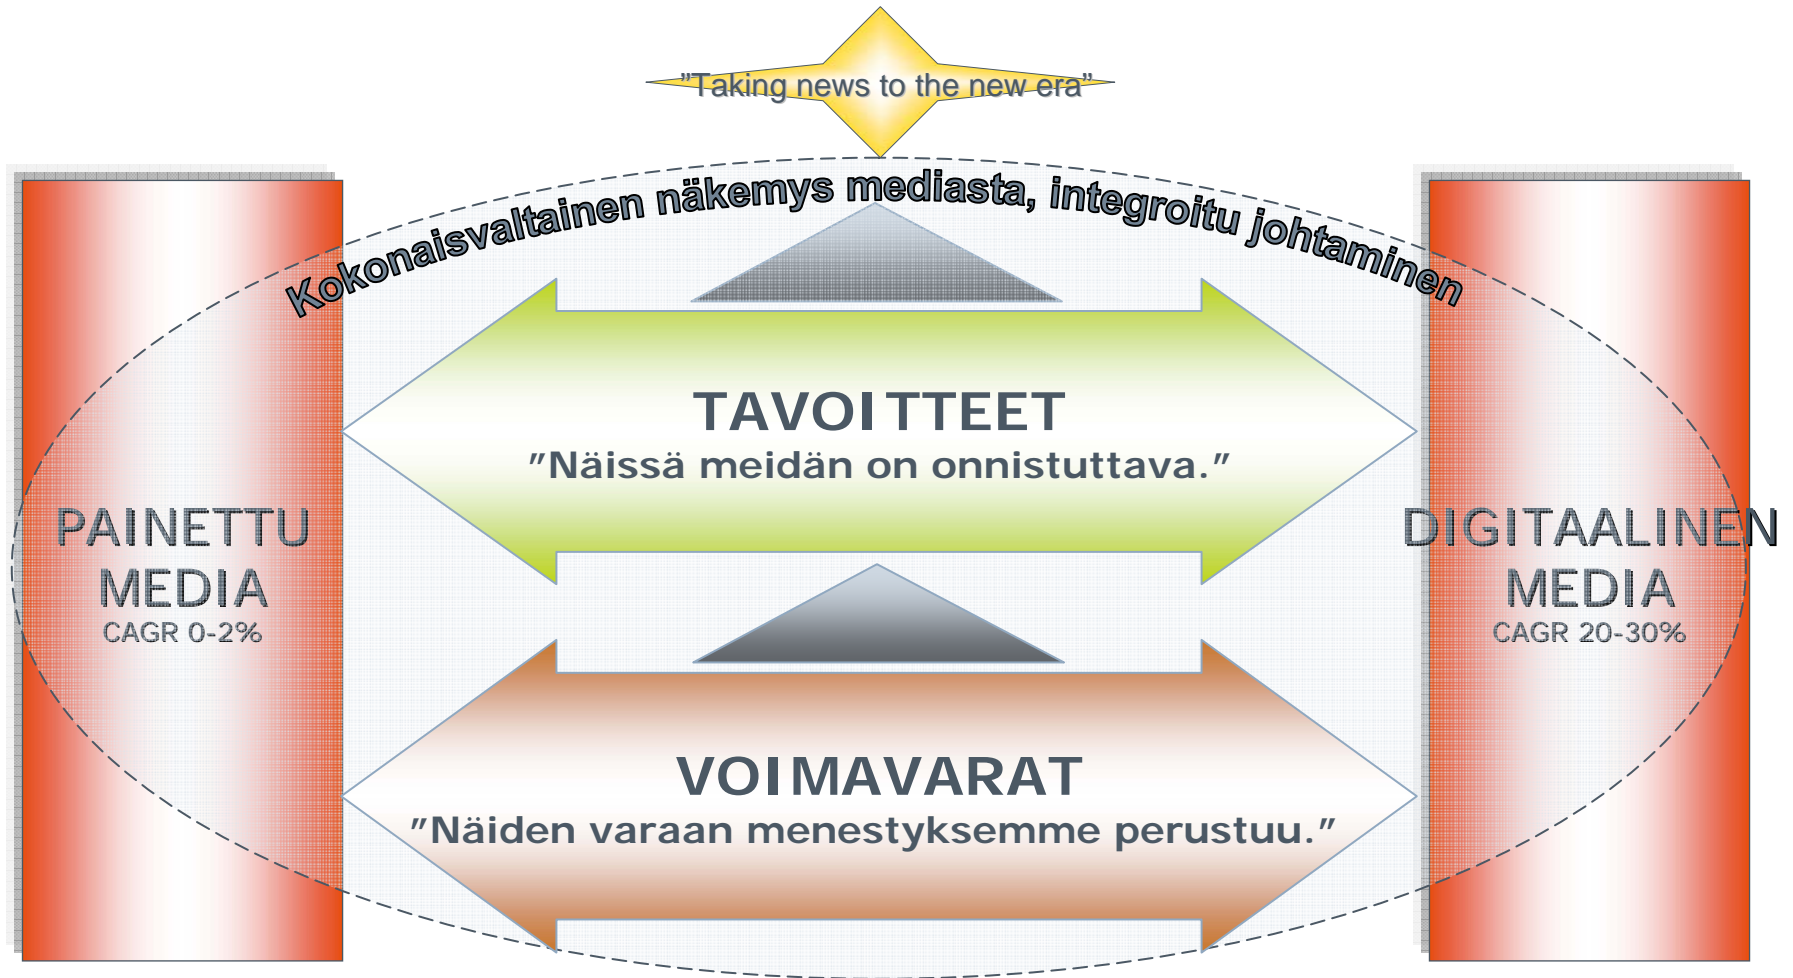 "Taking news to the new era"
Kokonaisvaltainen näkemys mediasta, integroitu johtaminen
TAVOITTEET
"Näissä meidän on onnistuttava."
PAINETTU
MEDIA
CAGR 0-2%
DIGITAALINEN
MEDIA
CAGR 20-30%
VOIMAVARAT
"Näiden varaan menestyksemme perustuu."